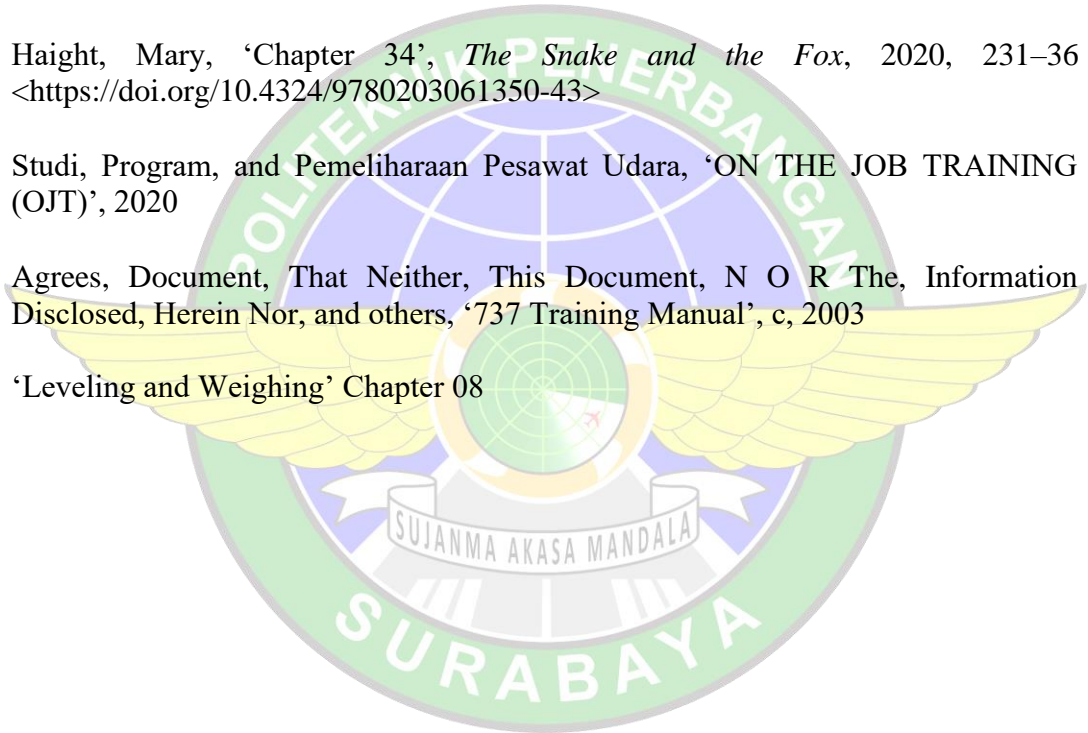 Haight, Mary, ‘Chapter 34’, The Snake and the Fox, 2020, 231–36
<https://doi.org/10.4324/9780203061350-43>
Studi, Program, and Pemeliharaan Pesawat Udara, ‘ON THE JOB TRAINING
(OJT)’, 2020
Agrees, Document, That Neither, This Document, N O R The, Information
Disclosed, Herein Nor, and others, ‘737 Training Manual’, c, 2003
‘Leveling and Weighing’ Chapter 08
POLITEKNIK PENERBANGAN
SUJANMA AKASA MANDALA
SURABAYA